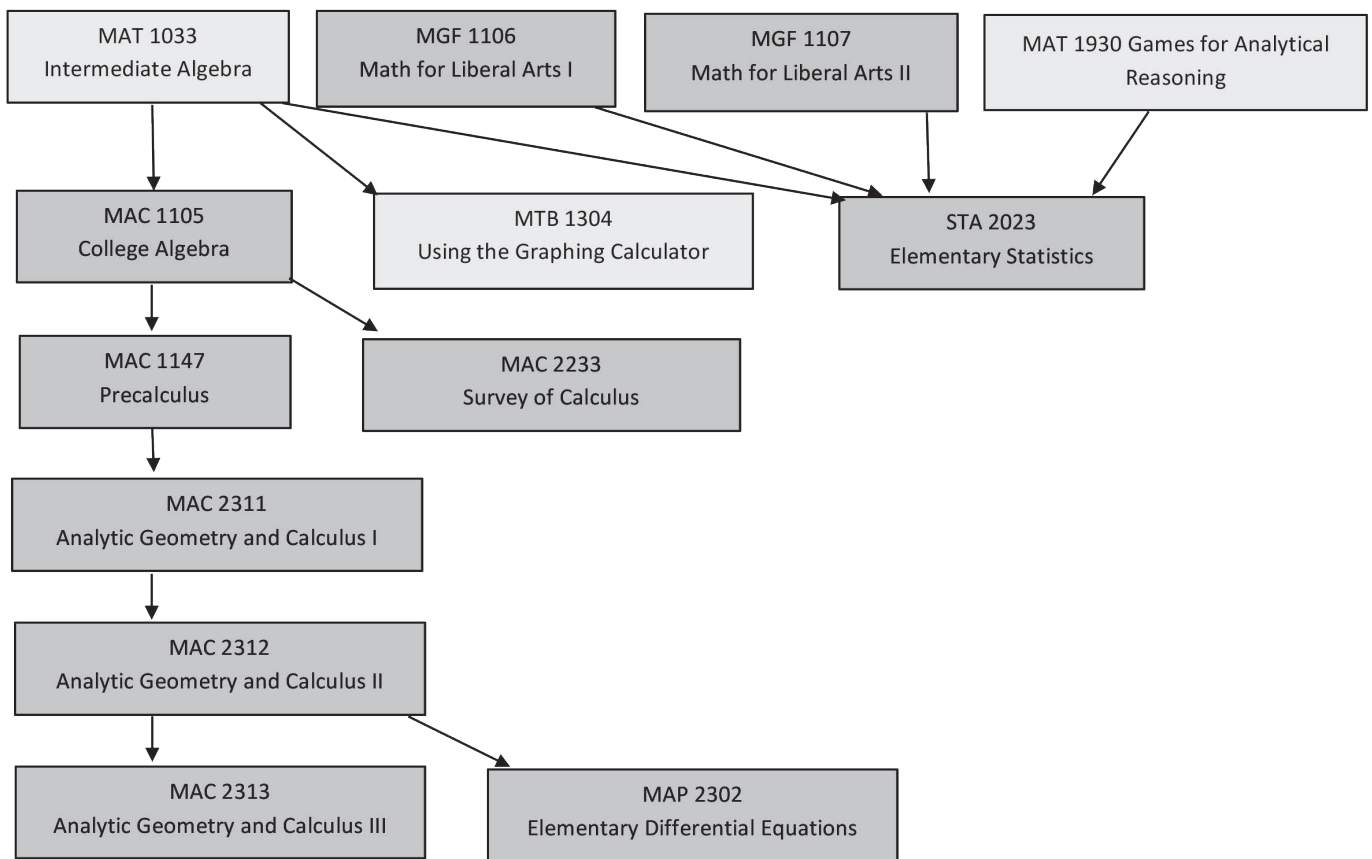 MAT 1033
Intermediate Algebra
MGF 1106
Math for Liberal Arts I
MGF 1107
Math for Liberal Arts II
MAT 1930 Games for Analytical
Reasoning
MAC 1105
College Algebra
MTB 1304
Using the Graphing Calculator
STA 2023
Elementary Statistics
MAC 1147
Precalculus
MAC 2233
Survey of Calculus
MAC 2311
Analytic Geometry and Calculus I
MAC 2312
Analytic Geometry and Calculus II
MAC 2313
Analytic Geometry and Calculus III
MAP 2302
Elementary Differential Equations